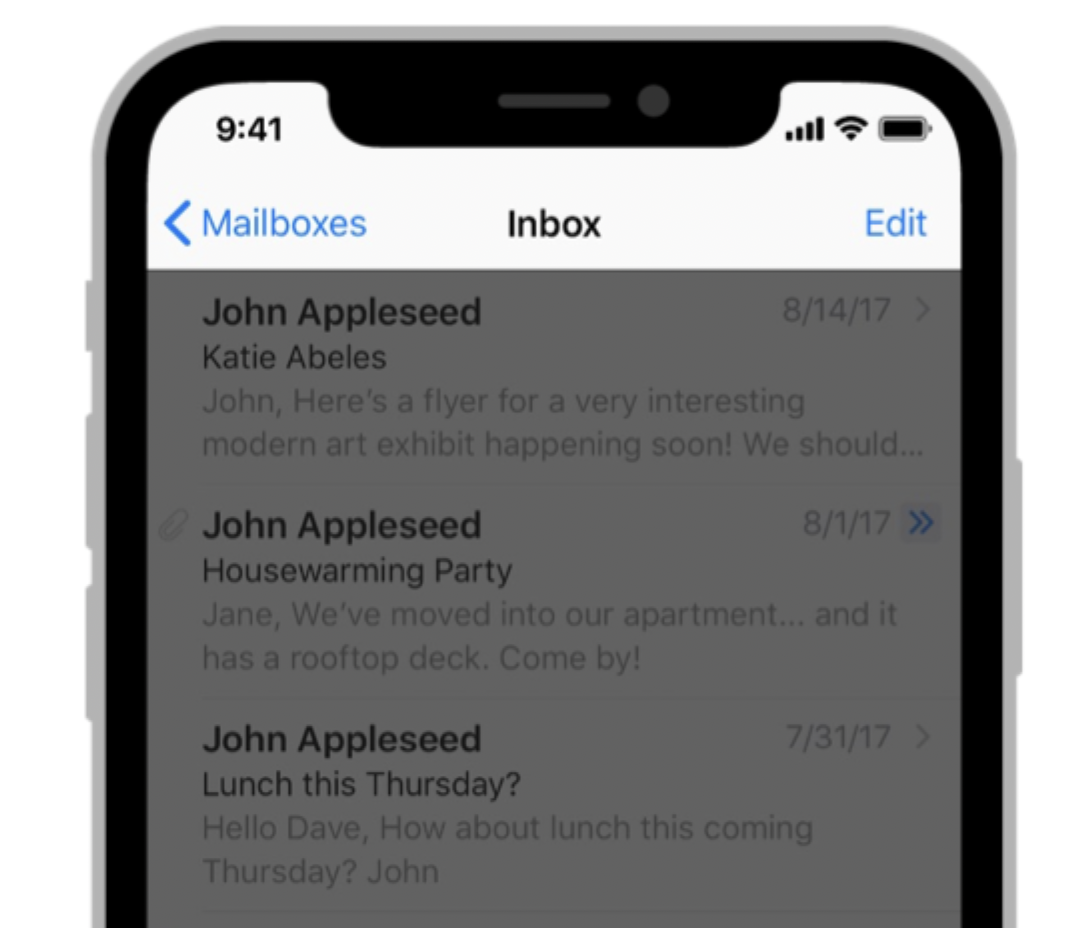 9:41
Mailboxes Inbox Edit
John Appleseed 8/14/17
Katie Abeles
John, Here’s a flyer for a very interesting
modern art exhibit happening soon! We should...
John Appleseed 8/1/17
Housewarming Party
Jane, We’ve moved into our apartment... and it
has a rooftop deck. Come by!
John Appleseed 7/31/17
Lunch this Thursday?
Hello Dave, How about lunch this coming
Thursday? John